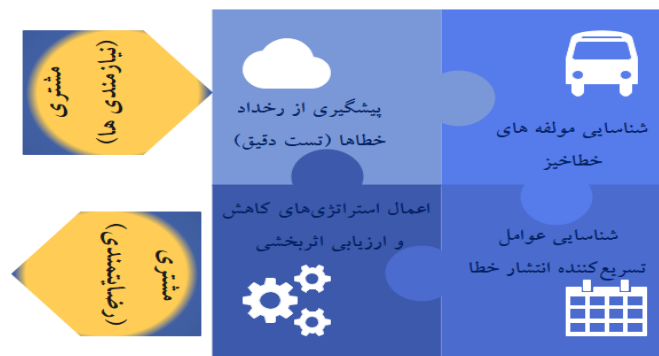 مشتری
(نیازمندی ها)
شناسایی مولفه های
خطاخیز
پیشگیری از رخداد
خطاها (تست دقیق)
شناسایی عوامل
تسریع‌کننده انتشار خطا
اعمال استراتژی‌های کاهش
و ارزیابی اثربخشی
مشتری
(رضایتمندی)